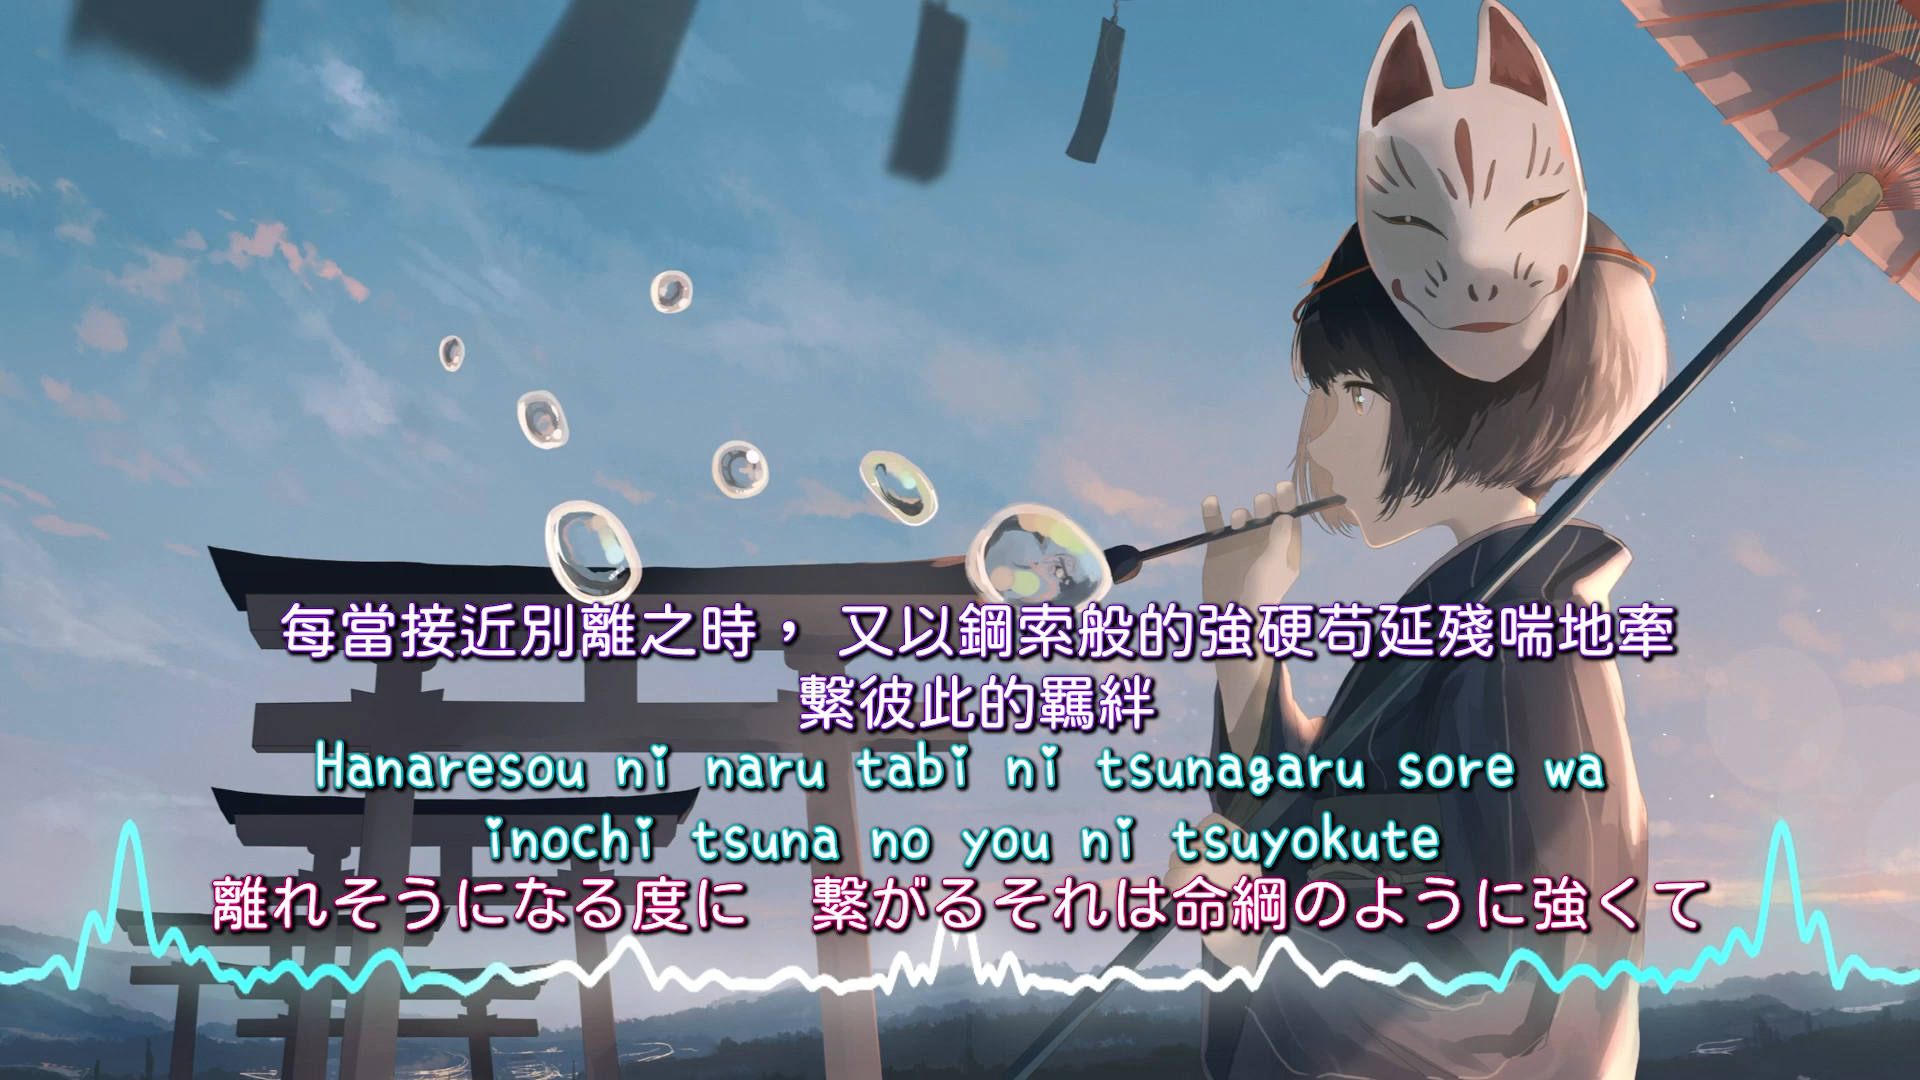 每當接近別離之時， 又以鋼索般的強硬苟延殘喘地牽
繫彼此的羈絆
Hanaresou ni naru tabi ni tsunagaru sore wa
inochi tsuna no you ni tsuyokute
離れそうになる度に　繋がるそれは命綱のように強くて